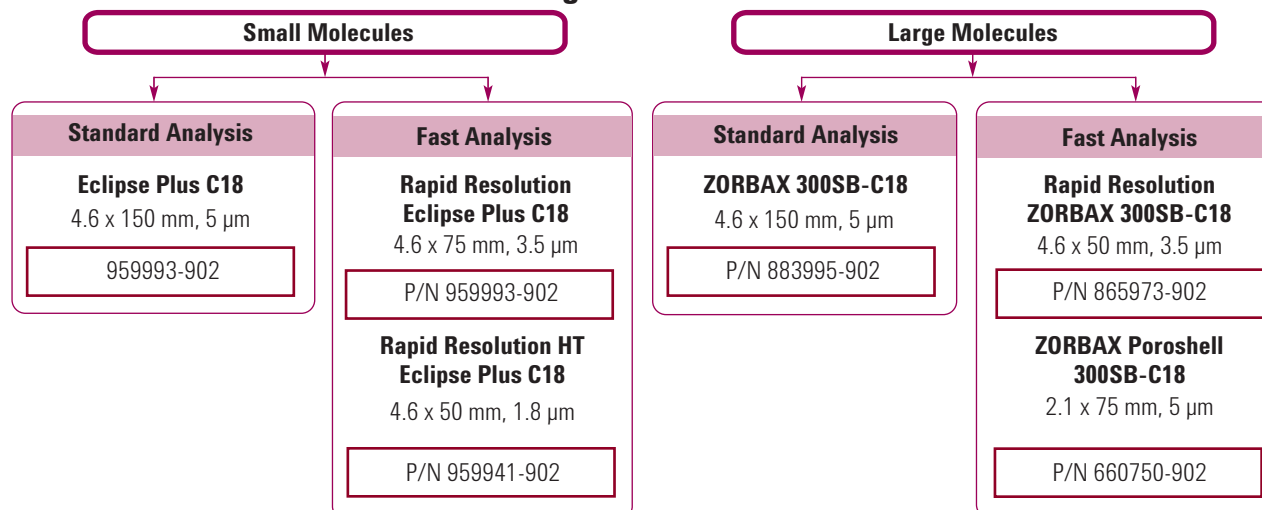 Small Molecules
Standard Analysis
Eclipse Plus C18
4.6 x 150 mm, 5 µm
959993-902
Fast Analysis
Rapid Resolution
Eclipse Plus C18
4.6 x 75 mm, 3.5 µm
P/N 959993-902
Rapid Resolution HT
Eclipse Plus C18
4.6 x 50 mm, 1.8 µm
P/N 959941-902
Large Molecules
Standard Analysis
ZORBAX 300SB-C18
4.6 x 150 mm, 5 µm
P/N 883995-902
Fast Analysis
Rapid Resolution
ZORBAX 300SB-C18
4.6 x 50 mm, 3.5 µm
P/N 865973-902
ZORBAX Poroshell
300SB-C18
2.1 x 75 mm, 5 µm
P/N 660750-902